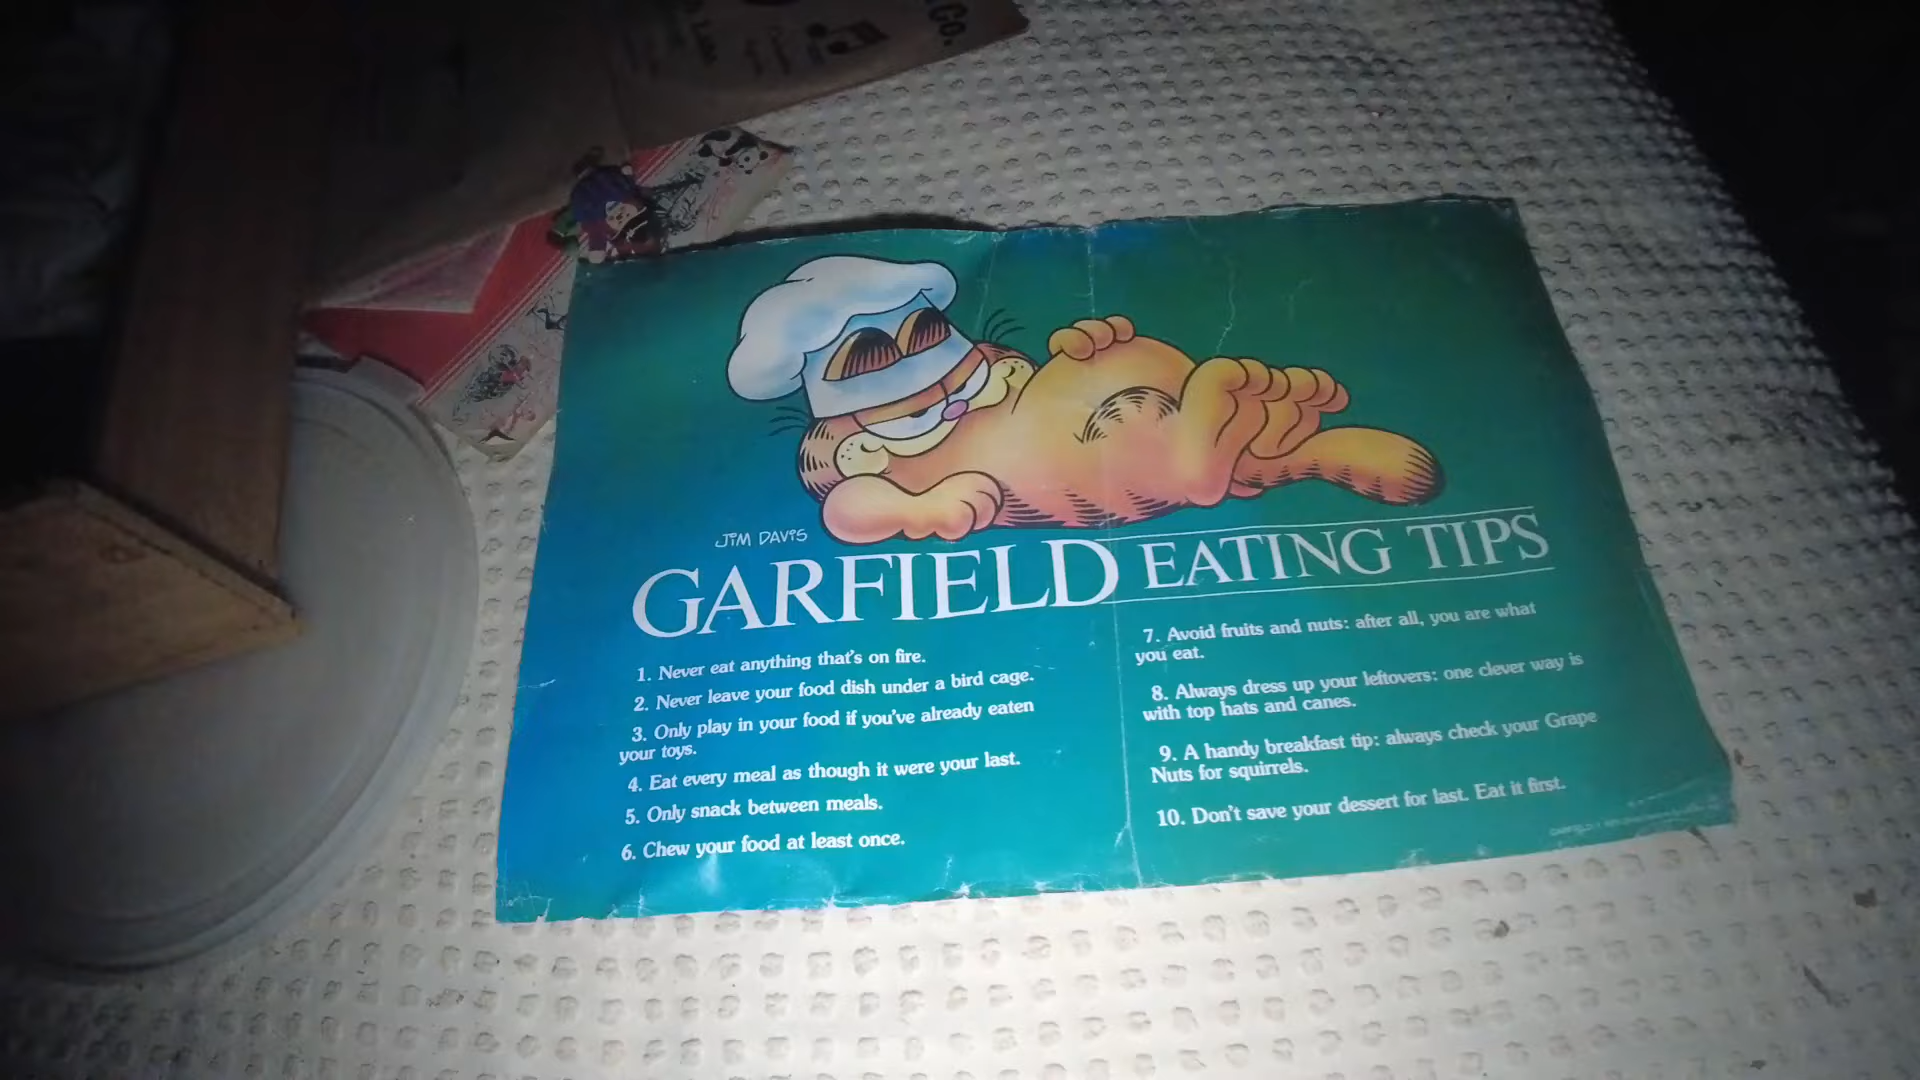 Co.
JIM DAVIS
GARFIELD EATING TIPS
1. Never eat anything that's on fire.
2. Never leave your food dish under a bird cage.
3. Only play in your food if you've already eaten
your toys.
4. Eat every meal as though it were your last.
5. Only snack between meals.
6. Chew your food at least once.
7. Avoid fruits and nuts: after all, you are what
you eat.
8. Always dress up your leftovers: one clever way is
with top hats and canes.
9. A handy breakfast tip: always check your Grape
Nuts for squirrels.
10. Don't save your dessert for last. Eat it first.